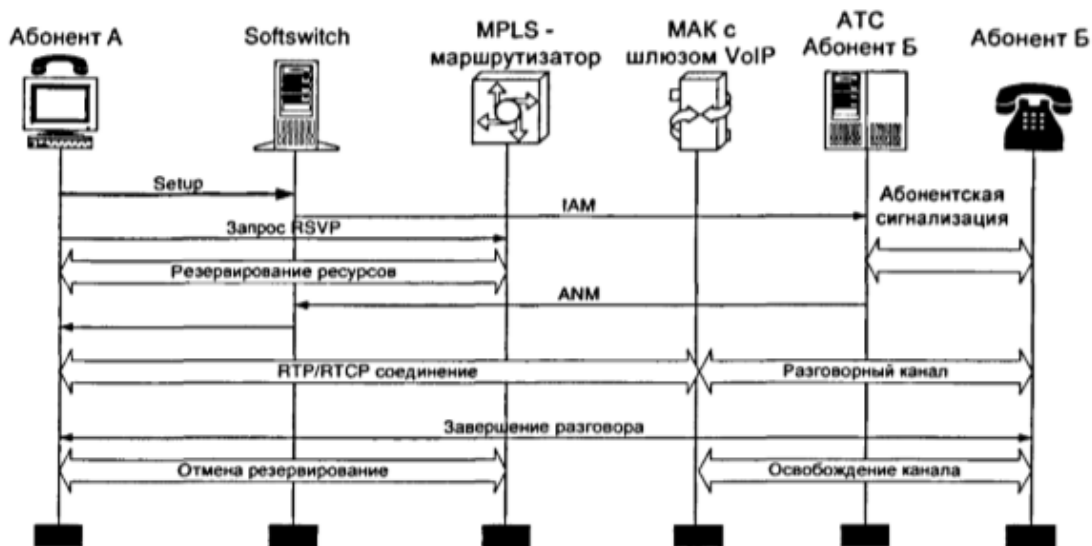 Абонент А
Softswitch
MPLS -
маршрутизатор
МАК с
шлюзом VoIP
АТС
Абонент Б
Абонент Б
Setup
IAM
Абонентская
сигнализация
Запрос RSVP
Резервирование ресурсов
ANM
RTP/RTCP соединение
Разговорный канал
Завершение разговора
Отмена резервирование
Освобождение канала